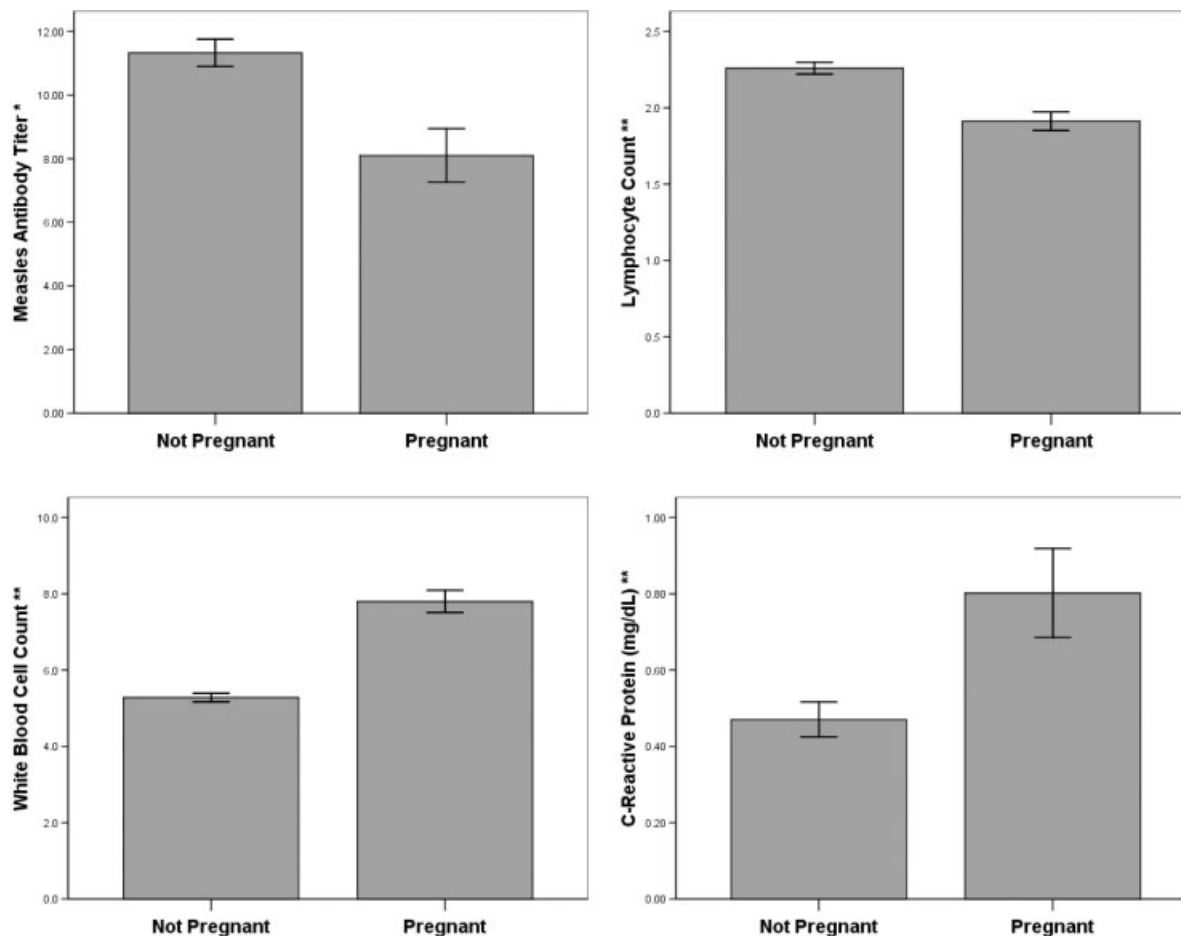 Measles Antibody Titer *
12.00
10.00
8.00
6.00
4.00
2.00
0.00
Not Pregnant
Pregnant
Lymphocyte Count **
2.5
2.0
1.5
1.0
0.5
0.0
Not Pregnant
Pregnant
White Blood Cell Count **
10.0
8.0
6.0
4.0
2.0
0.0
Not Pregnant
Pregnant
C-Reactive Protein (mg/dL) **
1.00
0.80
0.60
0.40
0.20
0.00
Not Pregnant
Pregnant